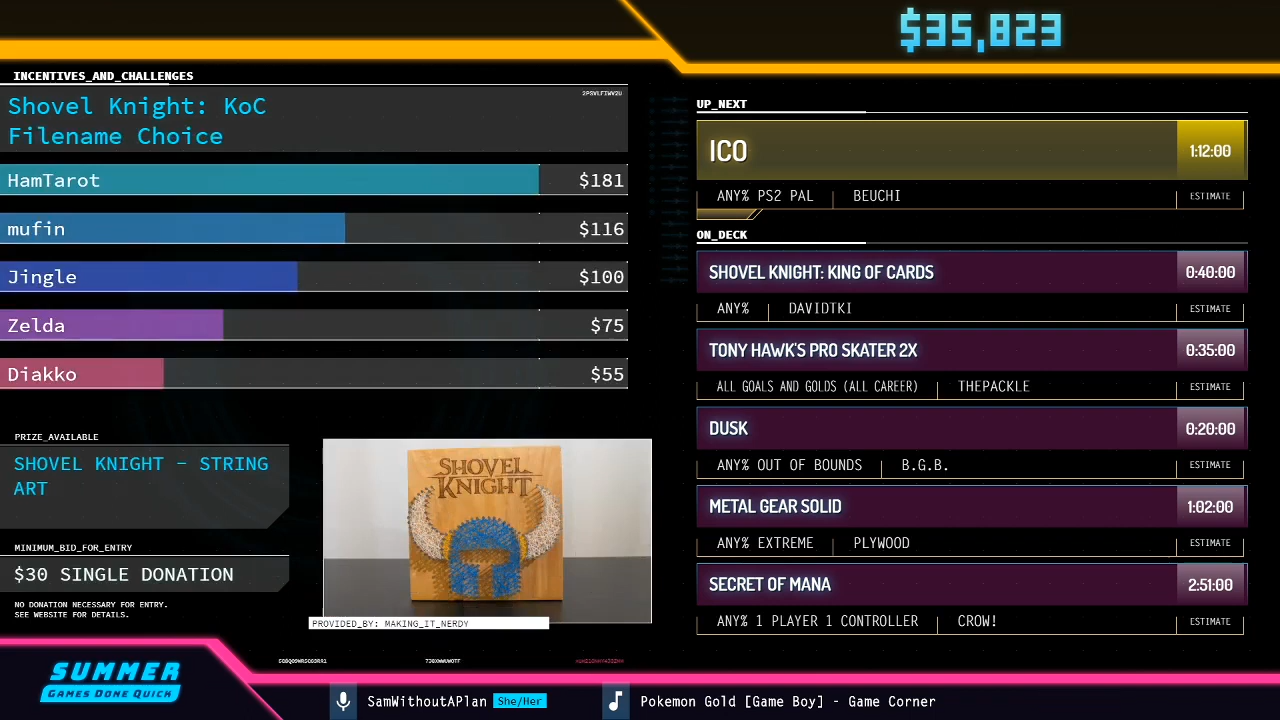 $35,823
INCENTIVES_AND_CHALLENGES
Shovel Knight: KoC
Filename Choice
HamTarot $181
mufin $116
Jingle $100
Zelda $75
Diakko $55
PRIZE_AVAILABLE
SHOVEL KNIGHT - STRING
ART
MINIMUM_BID_FOR_ENTRY
$30 SINGLE DONATION
NO DONATION NECESSARY FOR ENTRY.
SEE WEBSITE FOR DETAILS.
SHOVEL
KNIGHT
PROVIDED_BY: MAKING_IT_NERDY
UP_NEXT
ICO 1:12:00
ANY% PS2 PAL BEUCHI ESTIMATE
ON_DECK
SHOVEL KNIGHT: KING OF CARDS 0:40:00
ANY% DAVIDTKI ESTIMATE
TONY HAWK'S PRO SKATER 2X 0:35:00
ALL GOALS AND GOLDS (ALL CAREER) THEPACKLE ESTIMATE
DUSK 0:20:00
ANY% OUT OF BOUNDS B.G.B. ESTIMATE
METAL GEAR SOLID 1:02:00
ANY% EXTREME PLYWOOD ESTIMATE
SECRET OF MANA 2:51:00
ANY% 1 PLAYER 1 CONTROLLER CROW! ESTIMATE
SUMMER
GAMES DONE QUICK
SamWithoutAPlan She/Her
Pokemon Gold [Game Boy] - Game Corner